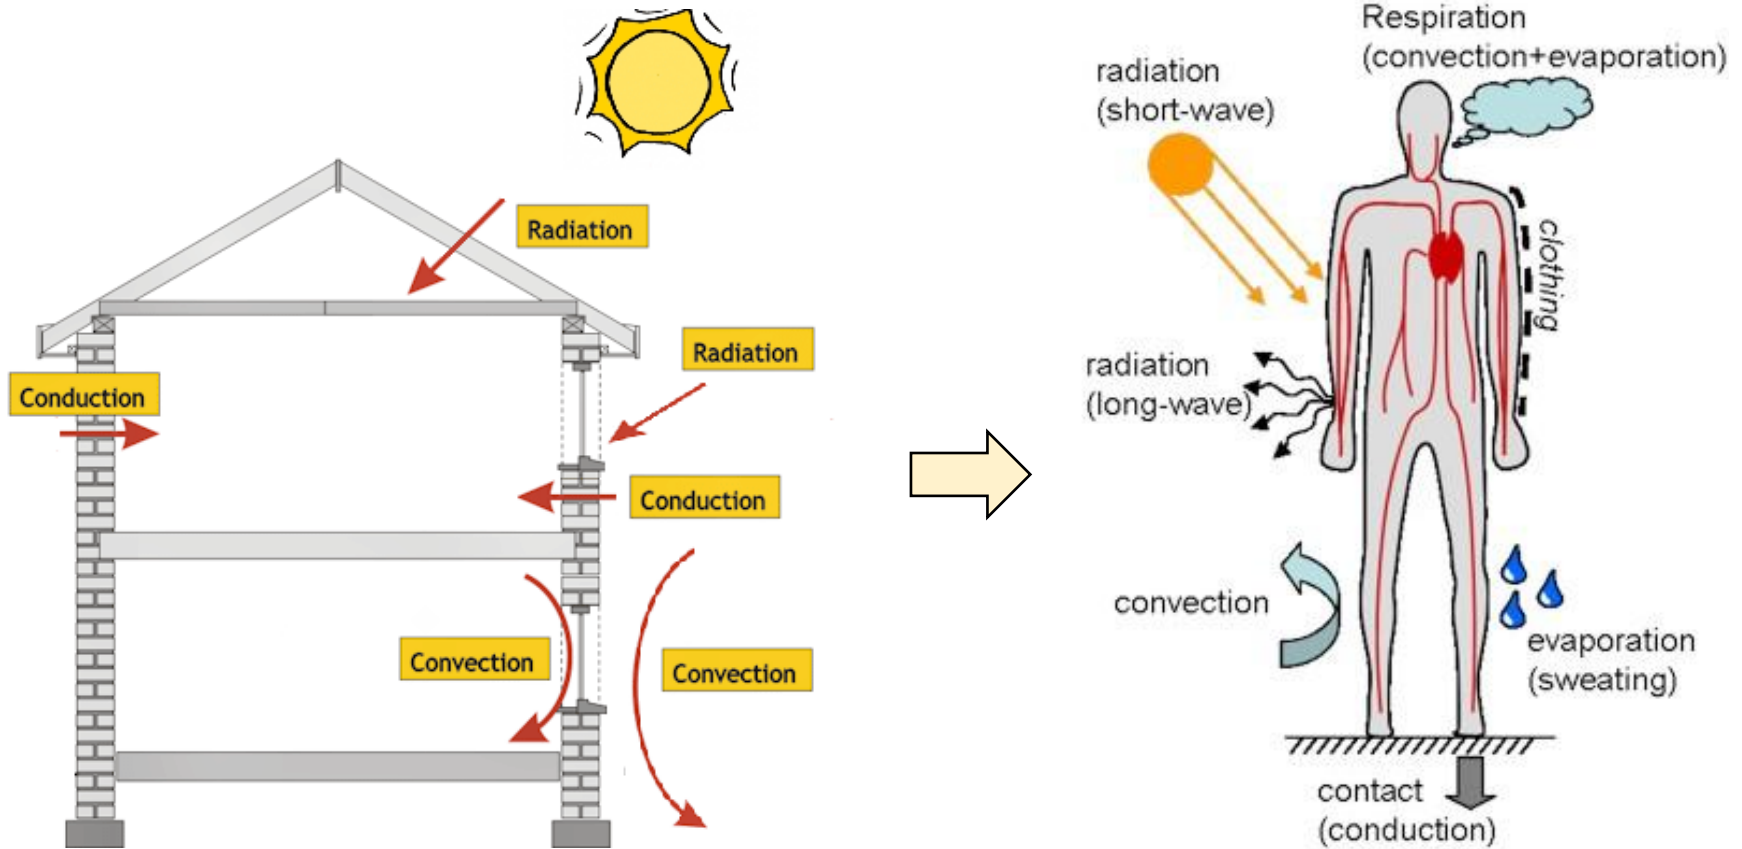 Radiation
Radiation
Conduction
Conduction
Convection
Convection
Respiration
(convection+evaporation)
radiation
(short-wave)
clothing
radiation
(long-wave)
convection
evaporation
(sweating)
contact
(conduction)